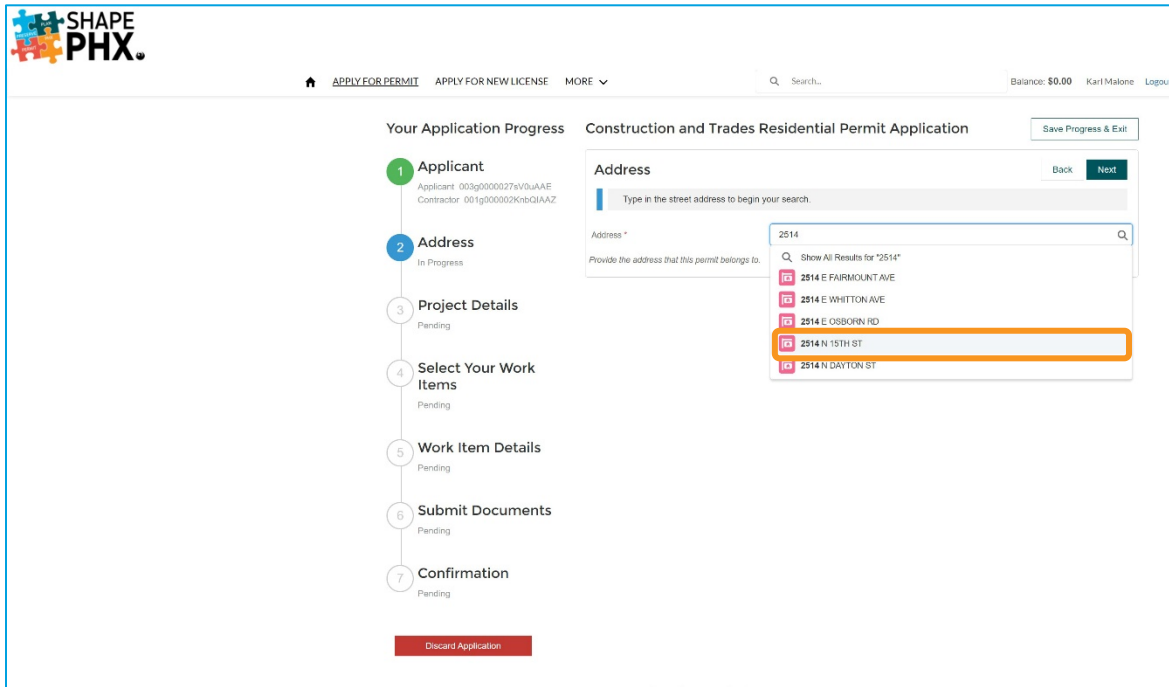 SHAPE
PHX
PLAN
PRESERVE
PERMIT
APPLY FOR PERMIT APPLY FOR NEW LICENSE MORE
Search...
Balance: $0.00 Karl Malone Logou
Your Application Progress
Construction and Trades Residential Permit Application
Save Progress & Exit
1 Applicant
Applicant 003g0000027sV0uAAE
Contractor 001g000002KnbQIAAZ
Address
Back Next
Type in the street address to begin your search.
Address * 2514
Provide the address that this permit belongs to.
Show All Results for "2514"
2514 E FAIRMOUNT AVE
2514 E WHITTON AVE
2514 E OSBORN RD
2514 N 15TH ST
2514 N DAYTON ST
2 Address
In Progress
3 Project Details
Pending
4 Select Your Work
Items
Pending
5 Work Item Details
Pending
6 Submit Documents
Pending
7 Confirmation
Pending
Discard Application